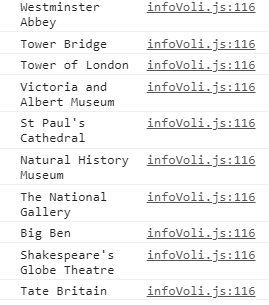 Westminster infoVoli.js:116
Abbey
Tower Bridge infoVoli.js:116
Tower of London infoVoli.js:116
Victoria and infoVoli.js:116
Albert Museum
St Paul's infoVoli.js:116
Cathedral
Natural History infoVoli.js:116
Museum
The National infoVoli.js:116
Gallery
Big Ben infoVoli.js:116
Shakespeare's infoVoli.js:116
Globe Theatre
Tate Britain infoVoli.js:116